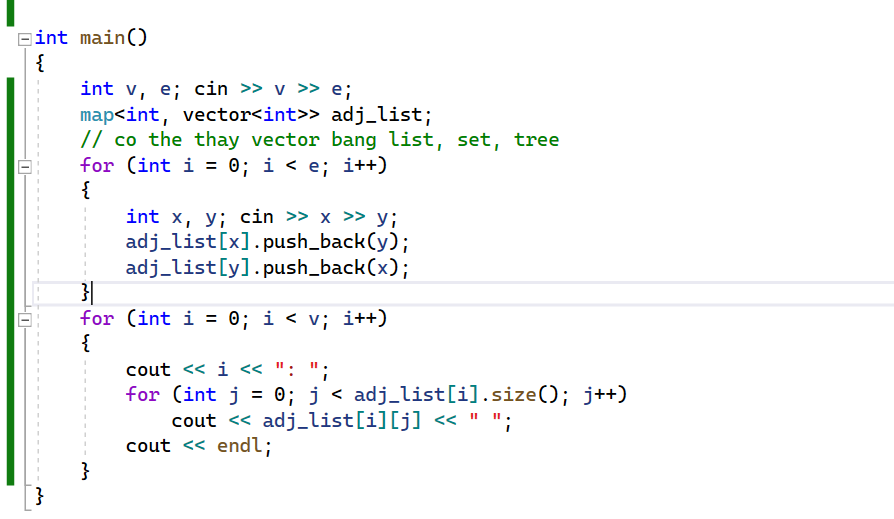 int main()
{
    int v, e; cin >> v >> e;
    map<int, vector<int>> adj_list;
    // co the thay vector bang list, set, tree
    for (int i = 0; i < e; i++)
    {
        int x, y; cin >> x >> y;
        adj_list[x].push_back(y);
        adj_list[y].push_back(x);
    }
    for (int i = 0; i < v; i++)
    {
        cout << i << ": ";
        for (int j = 0; j < adj_list[i].size(); j++)
            cout << adj_list[i][j] << " ";
        cout << endl;
    }
}